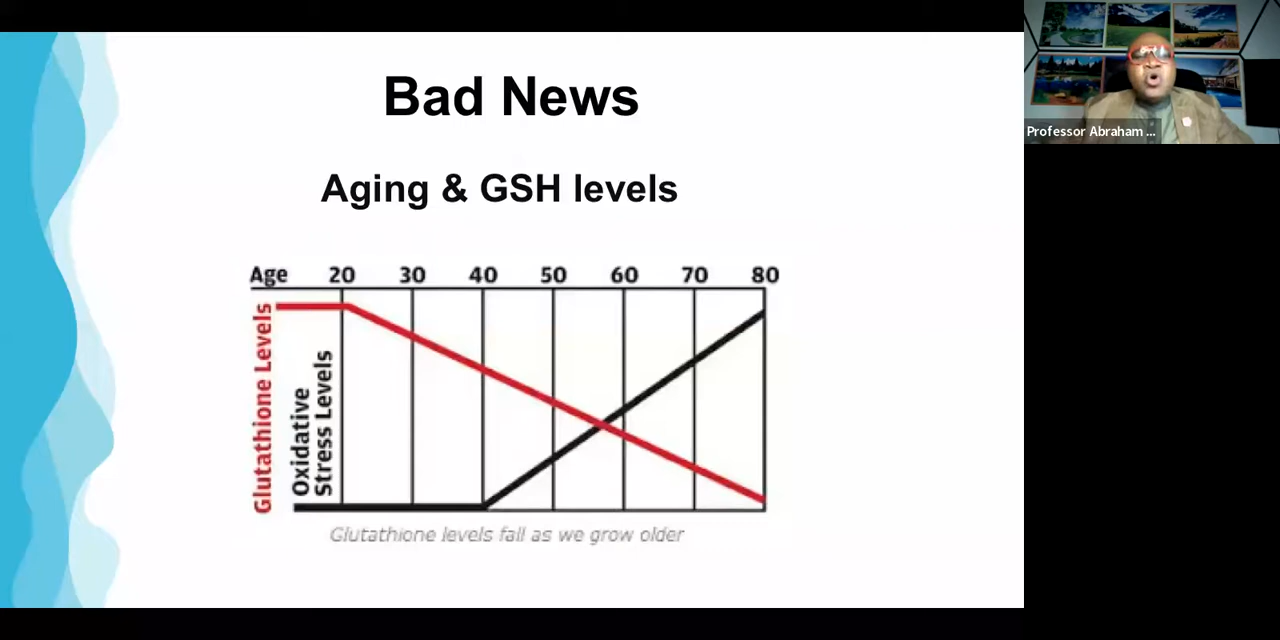 Bad News
Aging & GSH levels
Age 20 30 40 50 60 70 80
Glutathione Levels
Oxidative
Stress Levels
Glutathione levels fall as we grow older
Professor Abraham ...